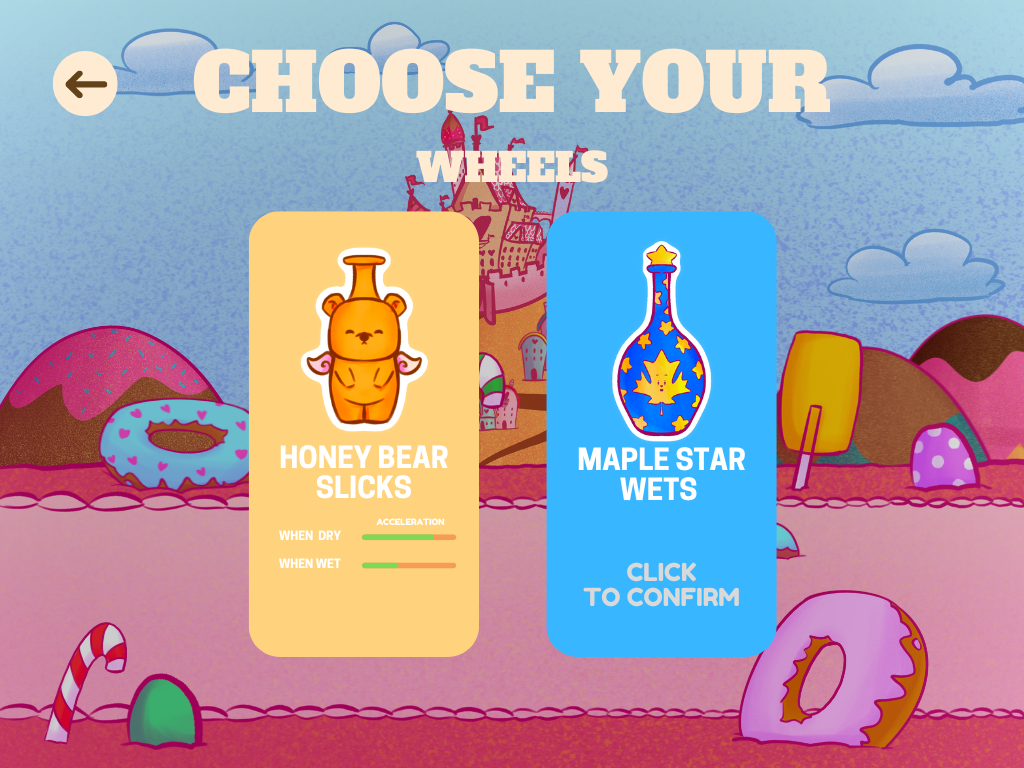 CHOOSE YOUR
WHEELS
HONEY BEAR
SLICKS
ACCELERATION
WHEN DRY
WHEN WET
MAPLE STAR
WETS
CLICK
TO CONFIRM